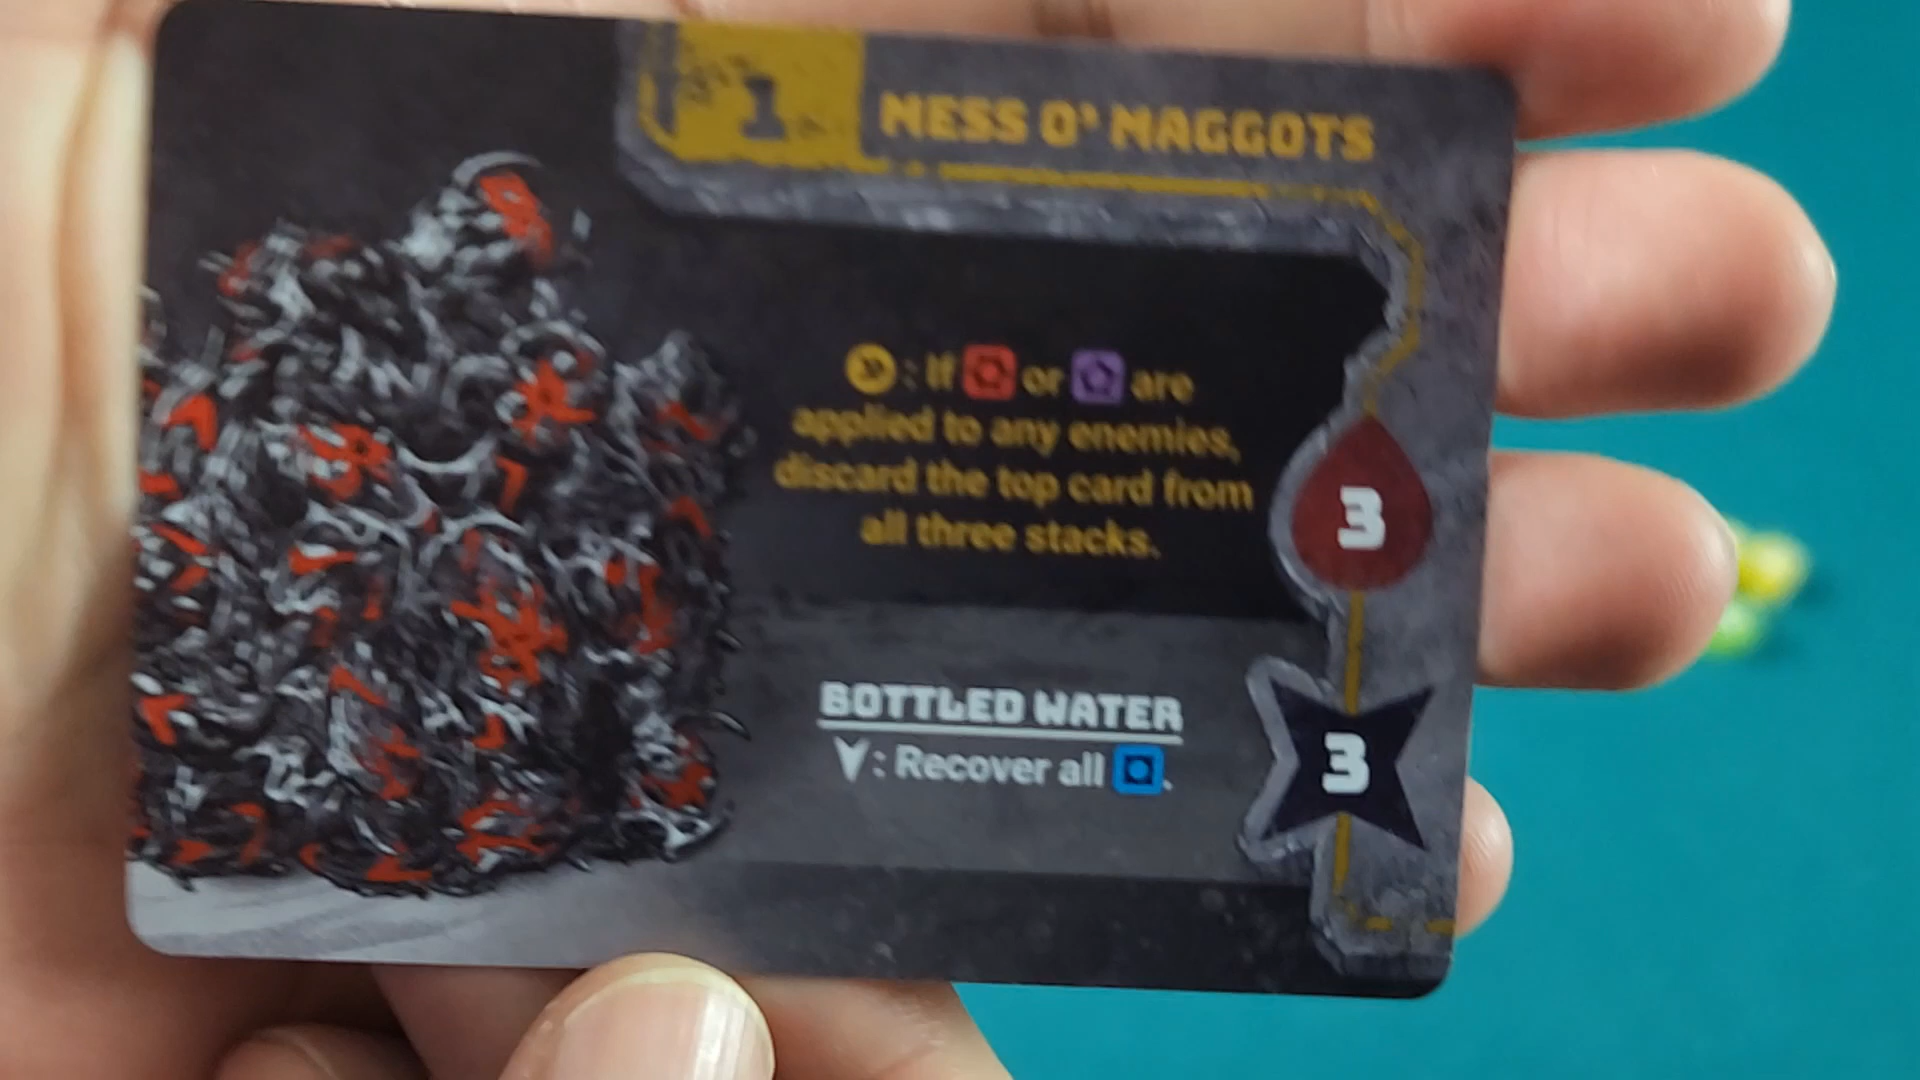 1
MESS O' MAGGOTS
: If or are
applied to any enemies,
discard the top card from
all three stacks.
3
BOTTLED WATER
: Recover all .
3